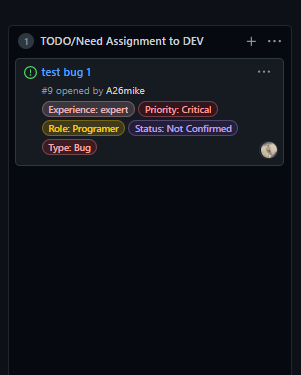 1 TODO/Need Assignment to DEV
test bug 1
#9 opened by A26mike
Experience: expert Priority: Critical
Role: Programer Status: Not Confirmed
Type: Bug